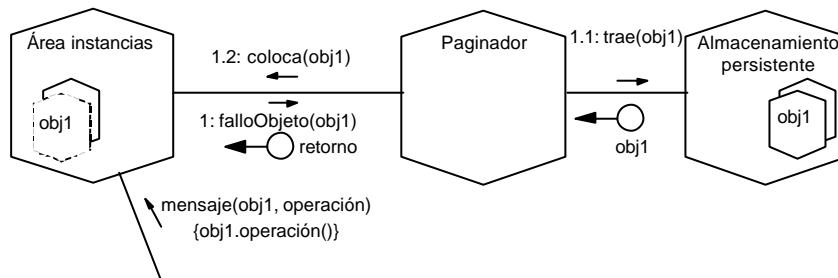 Área instancias
Paginador
Almacenamiento
persistente
1.2: coloca(obj1)
1.1: trae(obj1)
obj1
obj1
1: falloObjeto(obj1)
retorno
obj1
mensaje(obj1, operación)
{obj1.operación()}